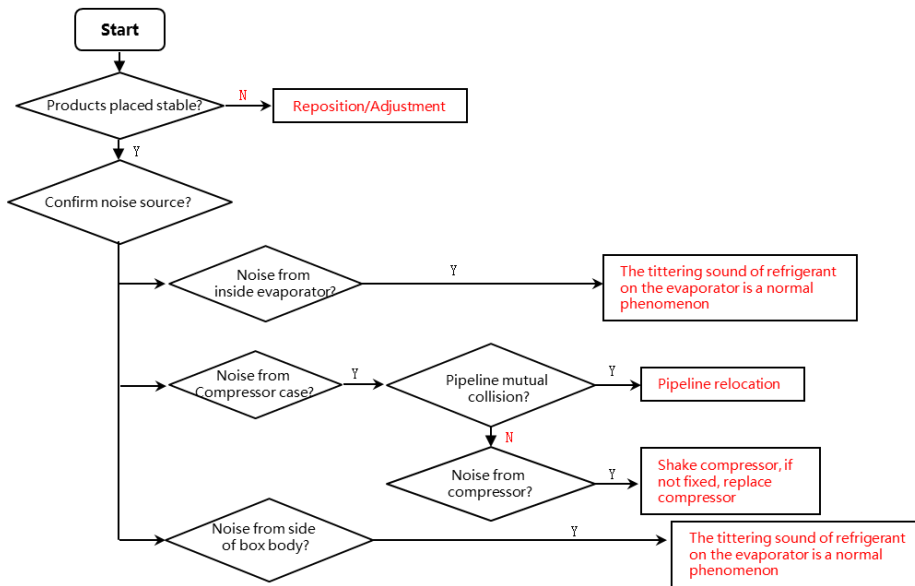 Start
Products placed stable?
N
Reposition/Adjustment
Y
Confirm noise source?
Noise from
inside evaporator?
Y
The tittering sound of refrigerant
on the evaporator is a normal
phenomenon
Noise from
Compressor case?
Y
Pipeline mutual
collision?
Y
Pipeline relocation
N
Noise from
compressor?
Y
Shake compressor, if
not fixed, replace
compressor
Noise from side
of box body?
Y
The tittering sound of refrigerant
on the evaporator is a normal
phenomenon